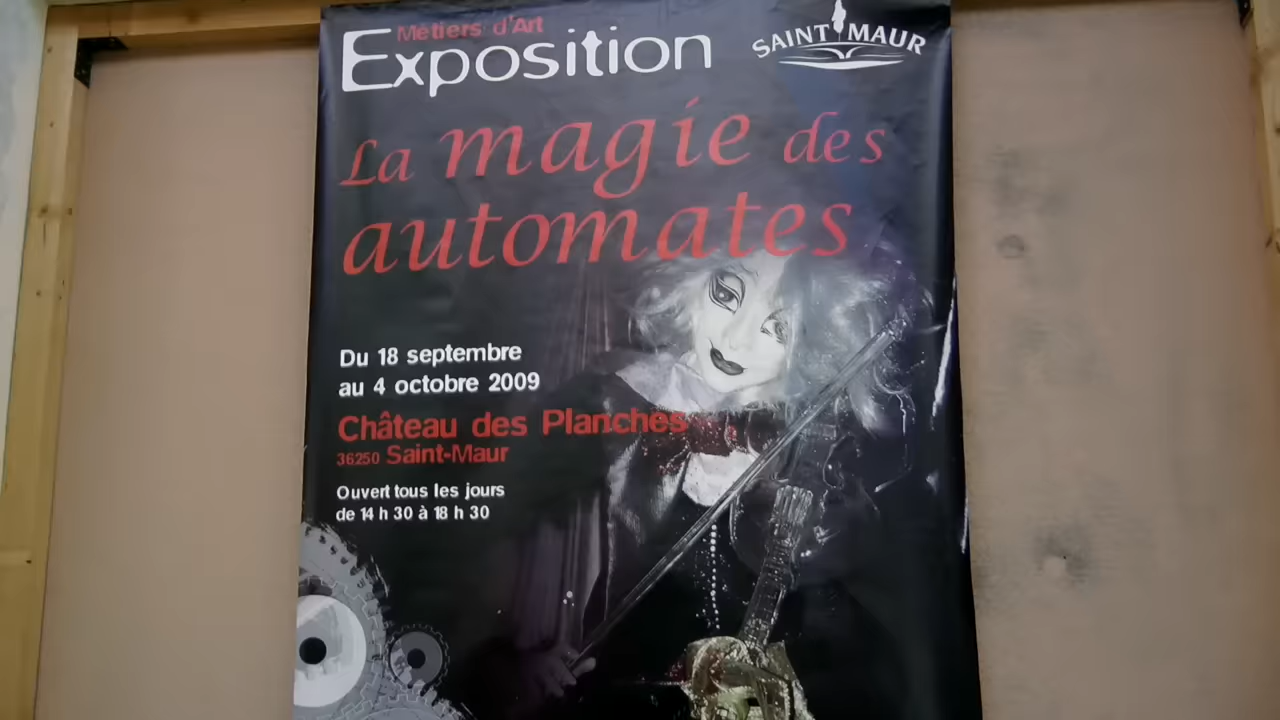 Métiers d'Art
Exposition
SAINT MAUR
La magie des
automates
Du 18 septembre
au 4 octobre 2009
Château des Planches
36250 Saint-Maur
Ouvert tous les jours
de 14 h 30 à 18 h 30